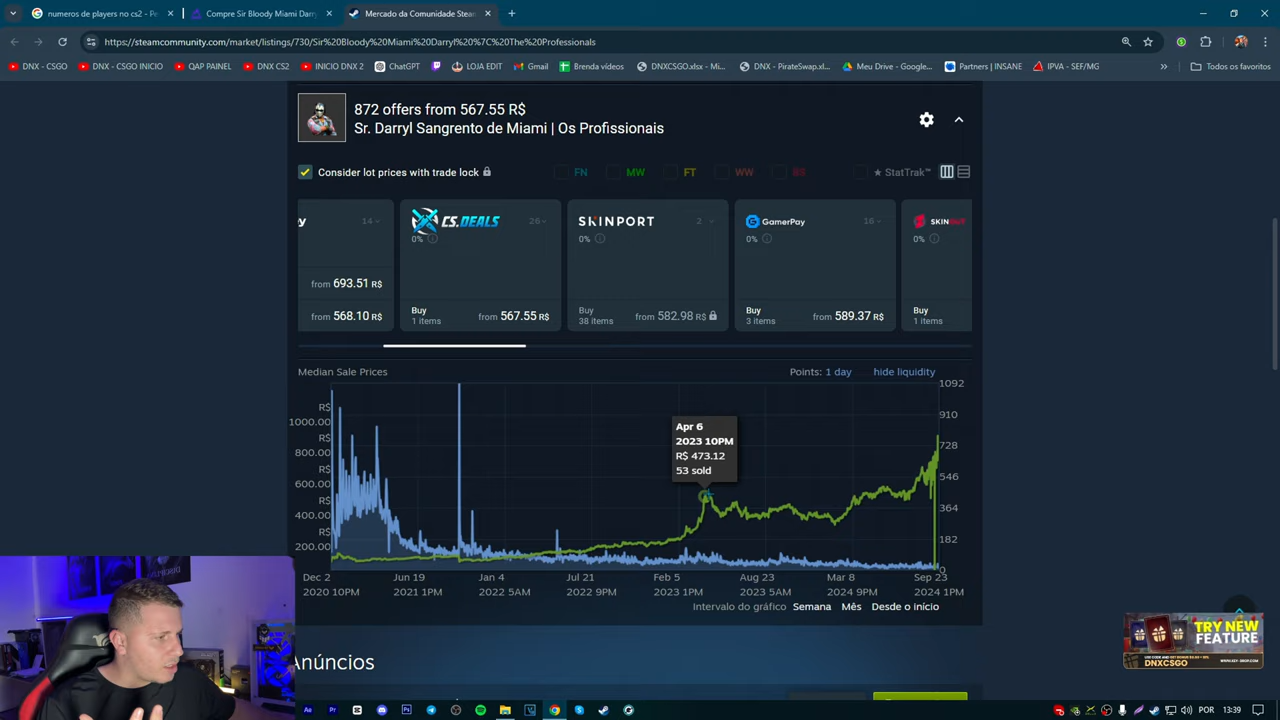 numeros de players no cs2 - Pe
Compre Sir Bloody Miami Darry
Mercado da Comunidade Steam
https://steamcommunity.com/market/listings/730/Sir%20Bloody%20Miami%20Darryl%20%7C%20The%20Professionals
DNX - CSGO
DNX - CSGO INICIO
QAP PAINEL
DNX CS2
INICIO DNX 2
ChatGPT
LOJA EDIT
Gmail
Brenda vídeos
DNXCSGO.xlsx - Mi...
DNX - PirateSwap.xl...
Meu Drive - Google...
Partners | INSANE
IPVA - SEF/MG
Todos os favoritos
872 offers from 567.55 R$
Sr. Darryl Sangrento de Miami | Os Profissionais
Consider lot prices with trade lock
FN
MW
FT
WW
BS
★ StatTrak™
ey
14
from 693.51 R$
from 568.10 R$
CS.DEALS
26
0%
Buy
1 items
from 567.55 R$
SKINPORT
2
0%
Buy
38 items
from 582.98 R$
GamerPay
16
0%
Buy
3 items
from 589.37 R$
0%
Buy
1 items
Median Sale Prices
Points: 1 day
hide liquidity
R$
1000.00
R$
800.00
R$
600.00
R$
400.00
R$
200.00
1092
910
728
546
364
182
0
Apr 6
2023 10PM
R$ 473.12
53 sold
Dec 2
2020 10PM
Jun 19
2021 1PM
Jan 4
2022 5AM
Jul 21
2022 9PM
Feb 5
2023 1PM
Aug 23
2023 5AM
Mar 8
2024 9PM
Sep 23
2024 1PM
Intervalo do gráfico
Semana
Mês
Desde o início
Anúncios
TRY NEW
FEATURE
DNXCSGO
POR
13:39